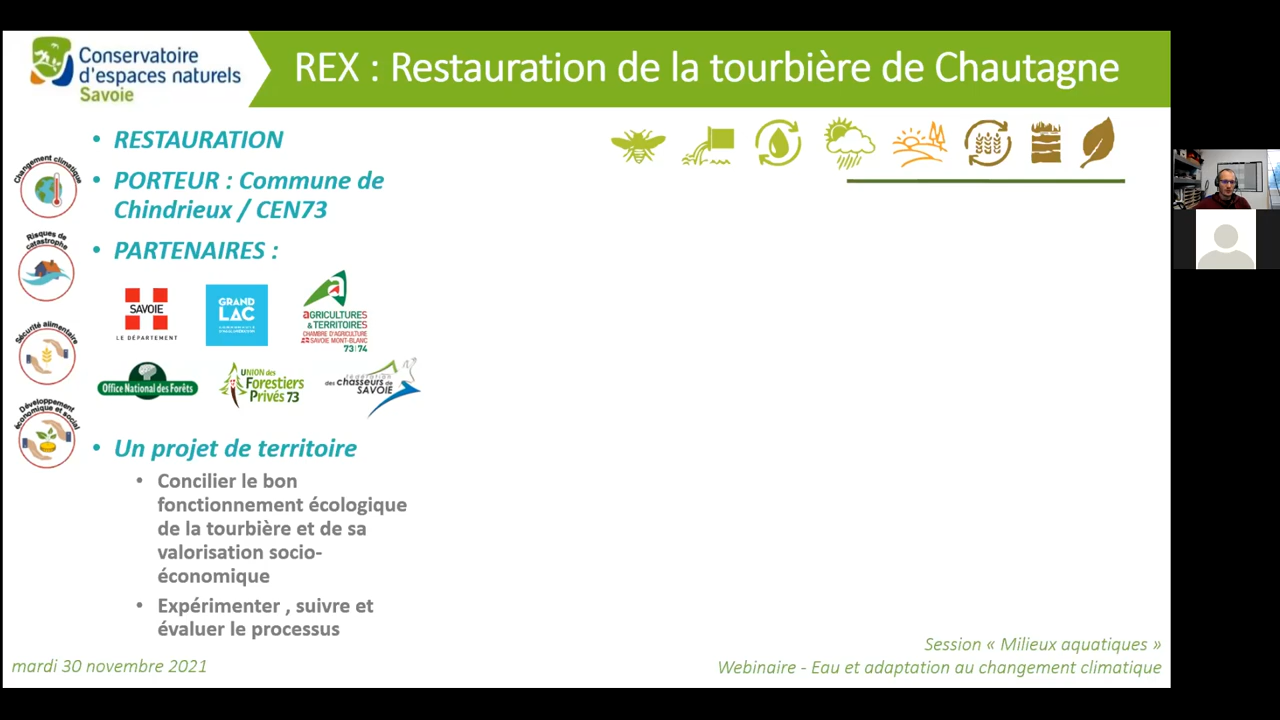 Conservatoire
d'espaces naturels
Savoie
REX : Restauration de la tourbière de Chautagne
• RESTAURATION
• PORTEUR : Commune de
Chindrieux / CEN73
• PARTENAIRES :
Changement climatique
Risques de
catastrophe
Sécurité alimentaire
Développement
économique et social
SAVOIE
LE DÉPARTEMENT
GRAND
LAC
AGRICULTURES
& TERRITOIRES
CHAMBRE D'AGRICULTURE
SAVOIE MONT-BLANC
73|74
Office National des Forêts
UNION des
Forestiers
Privés 73
fédération
des chasseurs de
SAVOIE
• Un projet de territoire
• Concilier le bon
fonctionnement écologique
de la tourbière et de sa
valorisation socio-
économique
• Expérimenter , suivre et
évaluer le processus
mardi 30 novembre 2021
Session « Milieux aquatiques »
Webinaire - Eau et adaptation au changement climatique